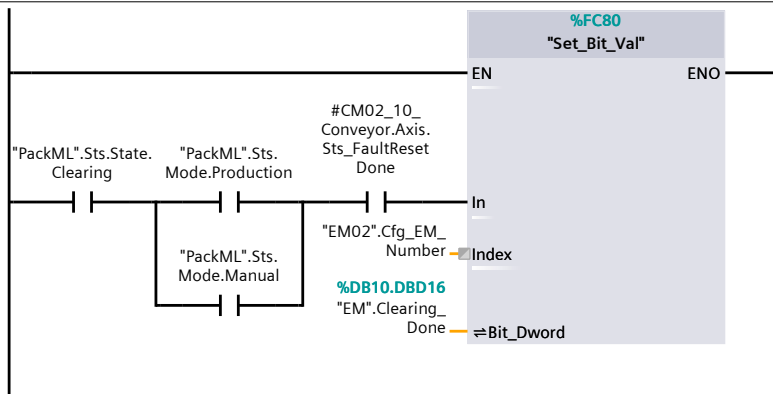 %FC80
"Set_Bit_Val"
EN
ENO
#CM02_10_
Conveyor.Axis.
Sts_FaultReset
Done
"PackML".Sts.State.
Clearing
"PackML".Sts.
Mode.Production
In
"PackML".Sts.
Mode.Manual
"EM02".Cfg_EM_
Number
Index
%DB10.DBD16
"EM".Clearing_
Done
Bit_Dword